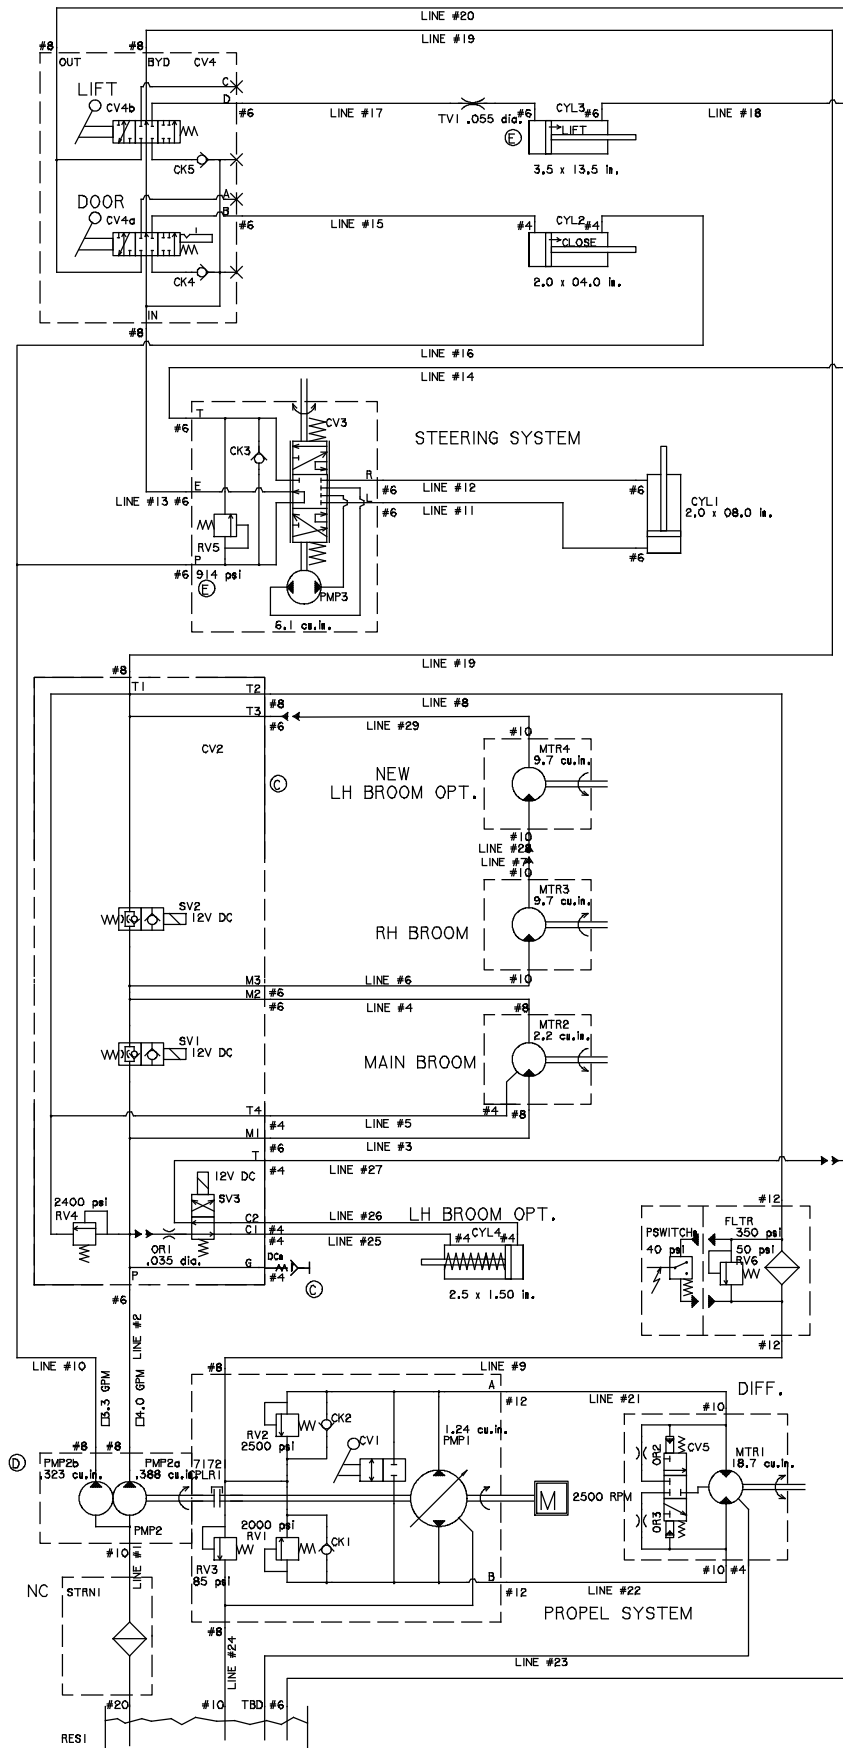 LINE #20
LINE #19
#8
#8
OUT
BYD
CV4
LIFT
CV4b
C
D
#6
LINE #17
TV1 .055 dia.
E
#6
CYL3
#6
LIFT
LINE #18
3.5 x 13.5 in.
CK5
DOOR
CV4a
A
B
#6
LINE #15
#4
CYL2
#4
CLOSE
2.0 x 04.0 in.
CK4
IN
#8
LINE #16
LINE #14
T
#6
CV3
CK3
STEERING SYSTEM
E
LINE #13
#6
R
#6
LINE #12
L
#6
LINE #11
#6
CYL1
2.0 x 08.0 in.
#6
RV5
P
#6
914 psi
E
PMP3
6.1 cu.in.
LINE #19
#8
T1
T2
#8
LINE #8
T3
#6
LINE #29
CV2
C
#10
MTR4
9.7 cu.in.
NEW
LH BROOM OPT.
#10
LINE #28
LINE #7
#10
MTR3
9.7 cu.in.
RH BROOM
#10
SV2
12V DC
M3
#6
LINE #6
M2
#6
LINE #4
#8
MTR2
2.2 cu.in.
MAIN BROOM
SV1
12V DC
#4
#8
T4
#4
LINE #5
M1
#6
LINE #3
T
#4
LINE #27
12V DC
SV3
2400 psi
RV4
OR1
.035 dia.
C2
#4
LINE #26
C1
#4
LINE #25
LH BROOM OPT.
#4
CYL4
#4
2.5 x 1.50 in.
G
#4
DCa
C
P
#6
#12
PSWITCHa
40 psi
FLTR
350 psi
50 psi
RV6
#12
LINE #2
LINE #10
3.3 GPM
4.0 GPM
#8
LINE #9
#8
#8
D
PMP2b
.323 cu.in.
PMP2a
.388 cu.in.
7172
CPLR1
PMP2
#10
LINE #1
RV2
2500 psi
CK2
CV1
A
#12
1.24 cu.in.
PMP1
LINE #21
#10
DIFF.
OR2
CV5
MTR1
18.7 cu.in.
OR3
M
2500 RPM
2000 psi
RV1
CK1
RV3
85 psi
B
#12
LINE #22
#10
#4
PROPEL SYSTEM
NC
STRN1
#8
LINE #24
LINE #23
#20
#10
TBD
#6
RES1